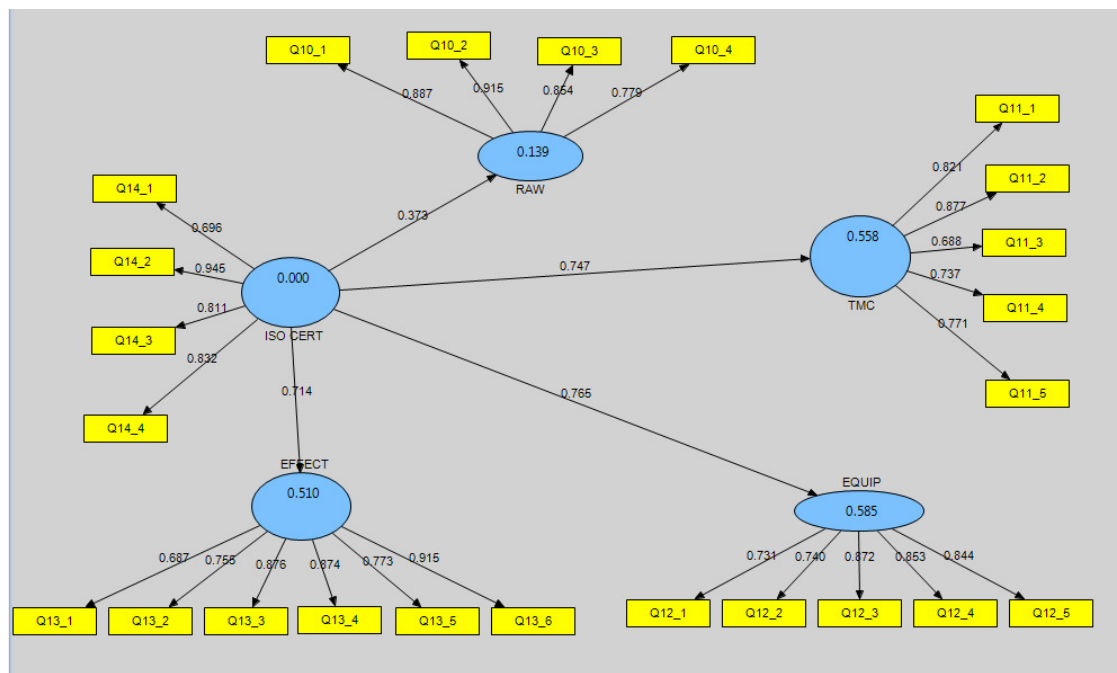 Q10_1
Q10_2
Q10_3
Q10_4
0.887
0.915
0.854
0.779
0.139
RAW
Q11_1
Q11_2
Q11_3
Q11_4
Q11_5
0.821
0.877
0.688
0.737
0.771
0.558
TMC
Q14_1
Q14_2
Q14_3
Q14_4
0.696
0.945
0.811
0.832
0.000
ISO CERT
0.373
0.747
0.714
0.765
EFFECT
0.510
0.687
0.755
0.876
0.874
0.773
0.915
Q13_1
Q13_2
Q13_3
Q13_4
Q13_5
Q13_6
EQUIP
0.585
0.731
0.740
0.872
0.853
0.844
Q12_1
Q12_2
Q12_3
Q12_4
Q12_5